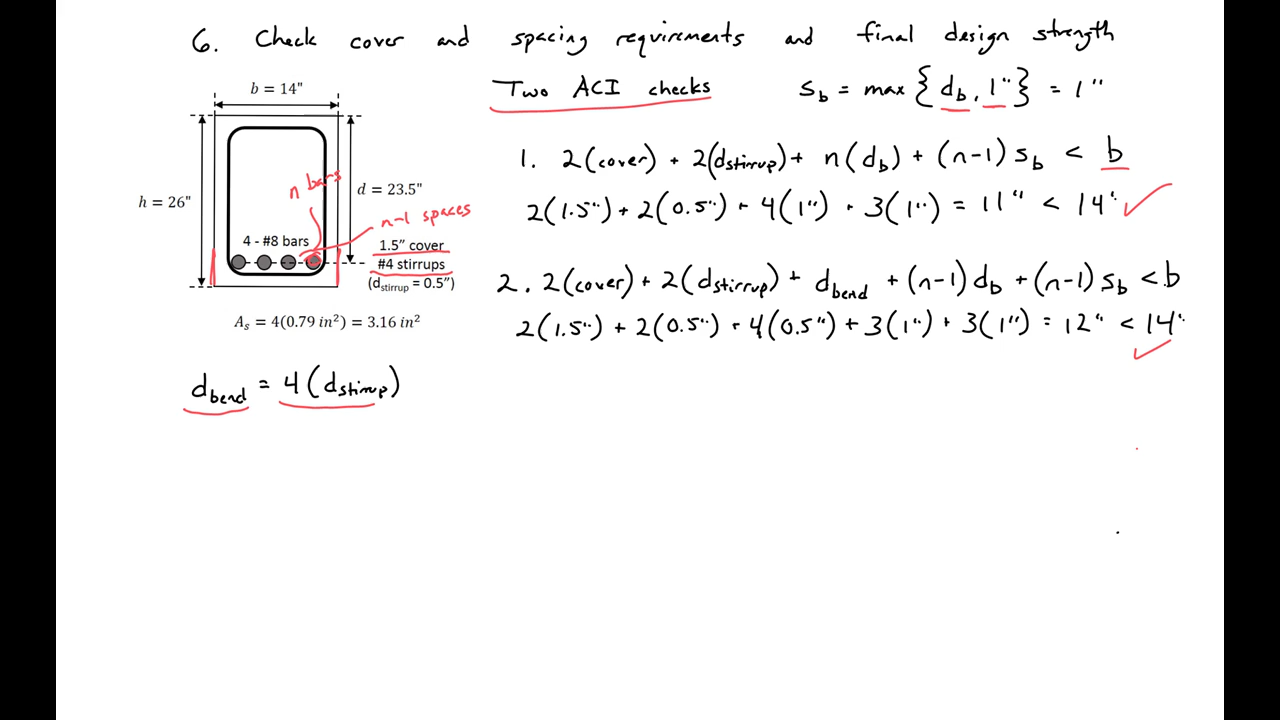 6. Check cover and spacing requirements and final design strength
Two ACI checks
s_b = max { d_b, 1" } = 1"
b = 14"
h = 26"
d = 23.5"
n bars
n-1 spaces
4 - #8 bars
1.5" cover
#4 stirrups
(d_stirrup = 0.5")
A_s = 4(0.79 in²) = 3.16 in²
d_bend = 4(d_stirrup)
1. 2(cover) + 2(d_stirrup) + n(d_b) + (n-1) s_b < b
2(1.5") + 2(0.5") + 4(1") + 3(1") = 11" < 14" ✓
2. 2(cover) + 2(d_stirrup) + d_bend + (n-1) d_b + (n-1) s_b < b
2(1.5") + 2(0.5") + 4(0.5") + 3(1") + 3(1") = 12" < 14" ✓